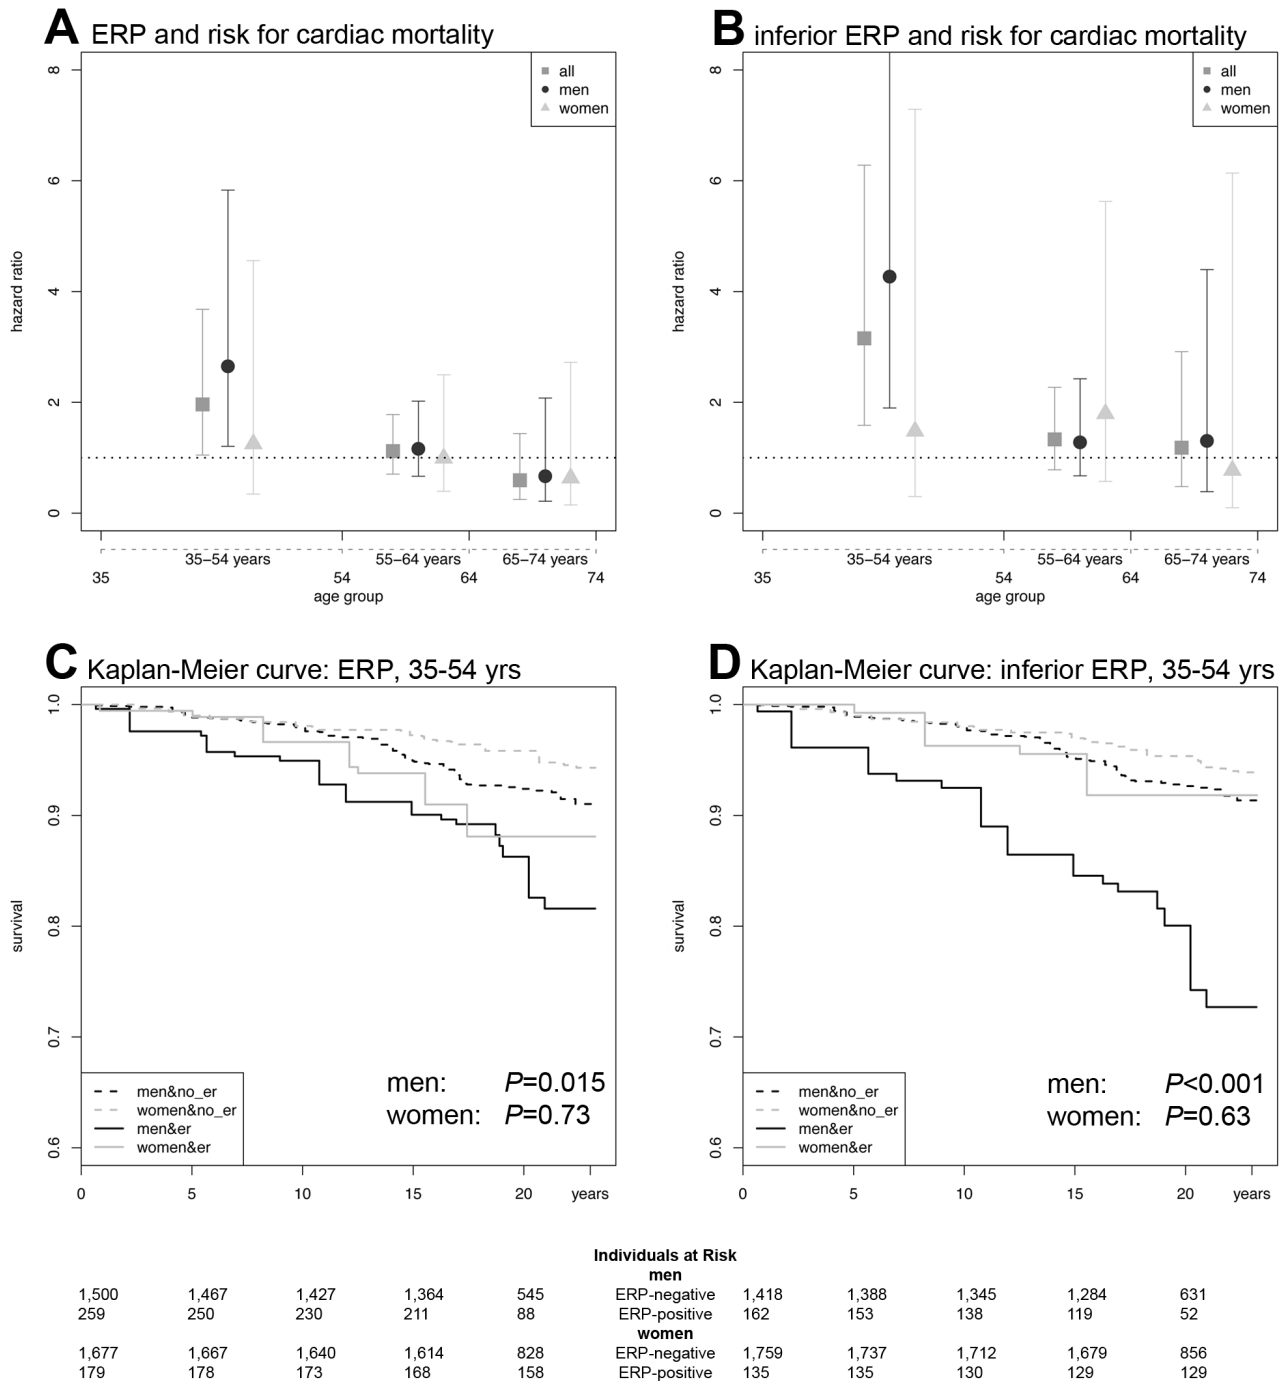 A ERP and risk for cardiac mortality
8
6
4
2
0
hazard ratio
all
men
women
35–54 years 55–64 years 65–74 years
35 54 64 74
age group
B inferior ERP and risk for cardiac mortality
8
6
4
2
0
hazard ratio
all
men
women
35–54 years 55–64 years 65–74 years
35 54 64 74
age group
C Kaplan-Meier curve: ERP, 35-54 yrs
1.0
0.9
0.8
0.7
0.6
survival
men&no_er
women&no_er
men&er
women&er
men: P=0.015
women: P=0.73
0 5 10 15 20 years
D Kaplan-Meier curve: inferior ERP, 35-54 yrs
1.0
0.9
0.8
0.7
0.6
survival
men&no_er
women&no_er
men&er
women&er
men: P<0.001
women: P=0.63
0 5 10 15 20 years
Individuals at Risk
men
1,500 1,467 1,427 1,364 545 ERP-negative 1,418 1,388 1,345 1,284 631
259 250 230 211 88 ERP-positive 162 153 138 119 52
women
1,677 1,667 1,640 1,614 828 ERP-negative 1,759 1,737 1,712 1,679 856
179 178 173 168 158 ERP-positive 135 135 130 129 129